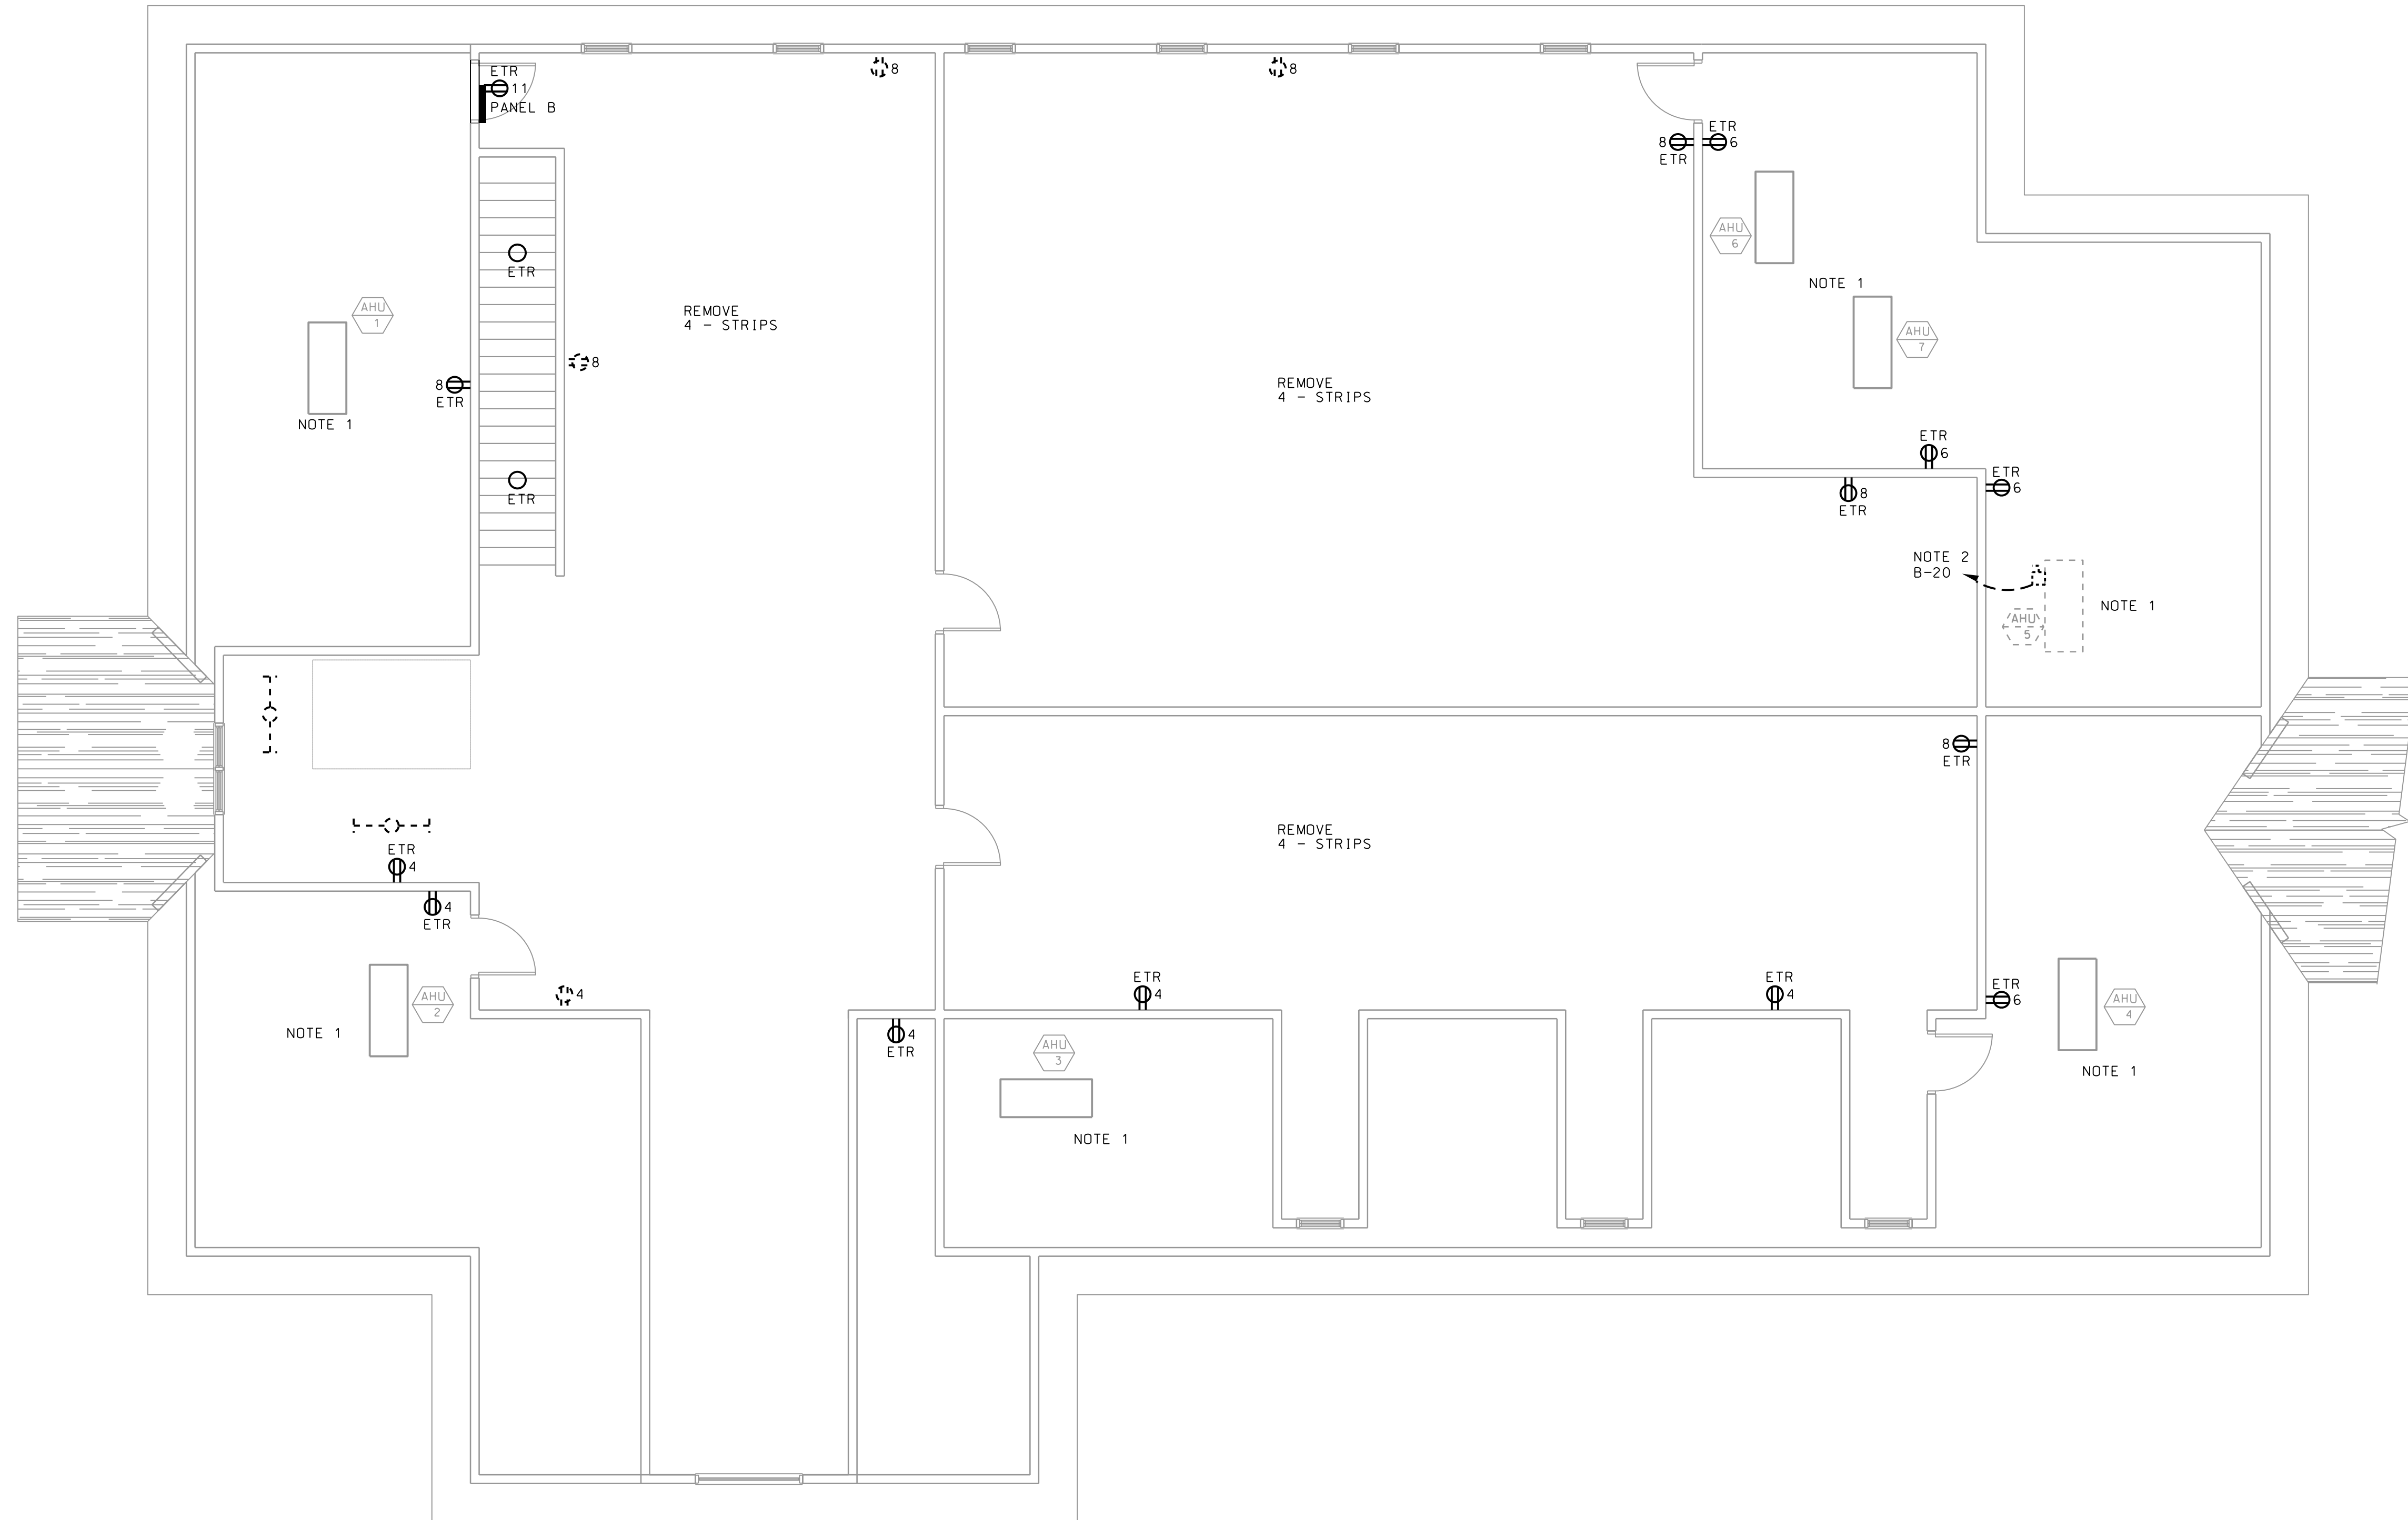 8
8
ETR
11
PANEL B
ETR
6
8
ETR
AHU
6
ETR
NOTE 1
AHU
1
REMOVE
4 - STRIPS
AHU
7
8
REMOVE
4 - STRIPS
8
ETR
NOTE 1
ETR
6
ETR
6
8
ETR
ETR
NOTE 2
B-20
NOTE 1
AHU
5
8
ETR
REMOVE
4 - STRIPS
ETR
4
4
ETR
ETR
4
ETR
4
ETR
6
4
AHU
2
AHU
4
NOTE 1
4
ETR
AHU
3
NOTE 1
NOTE 1